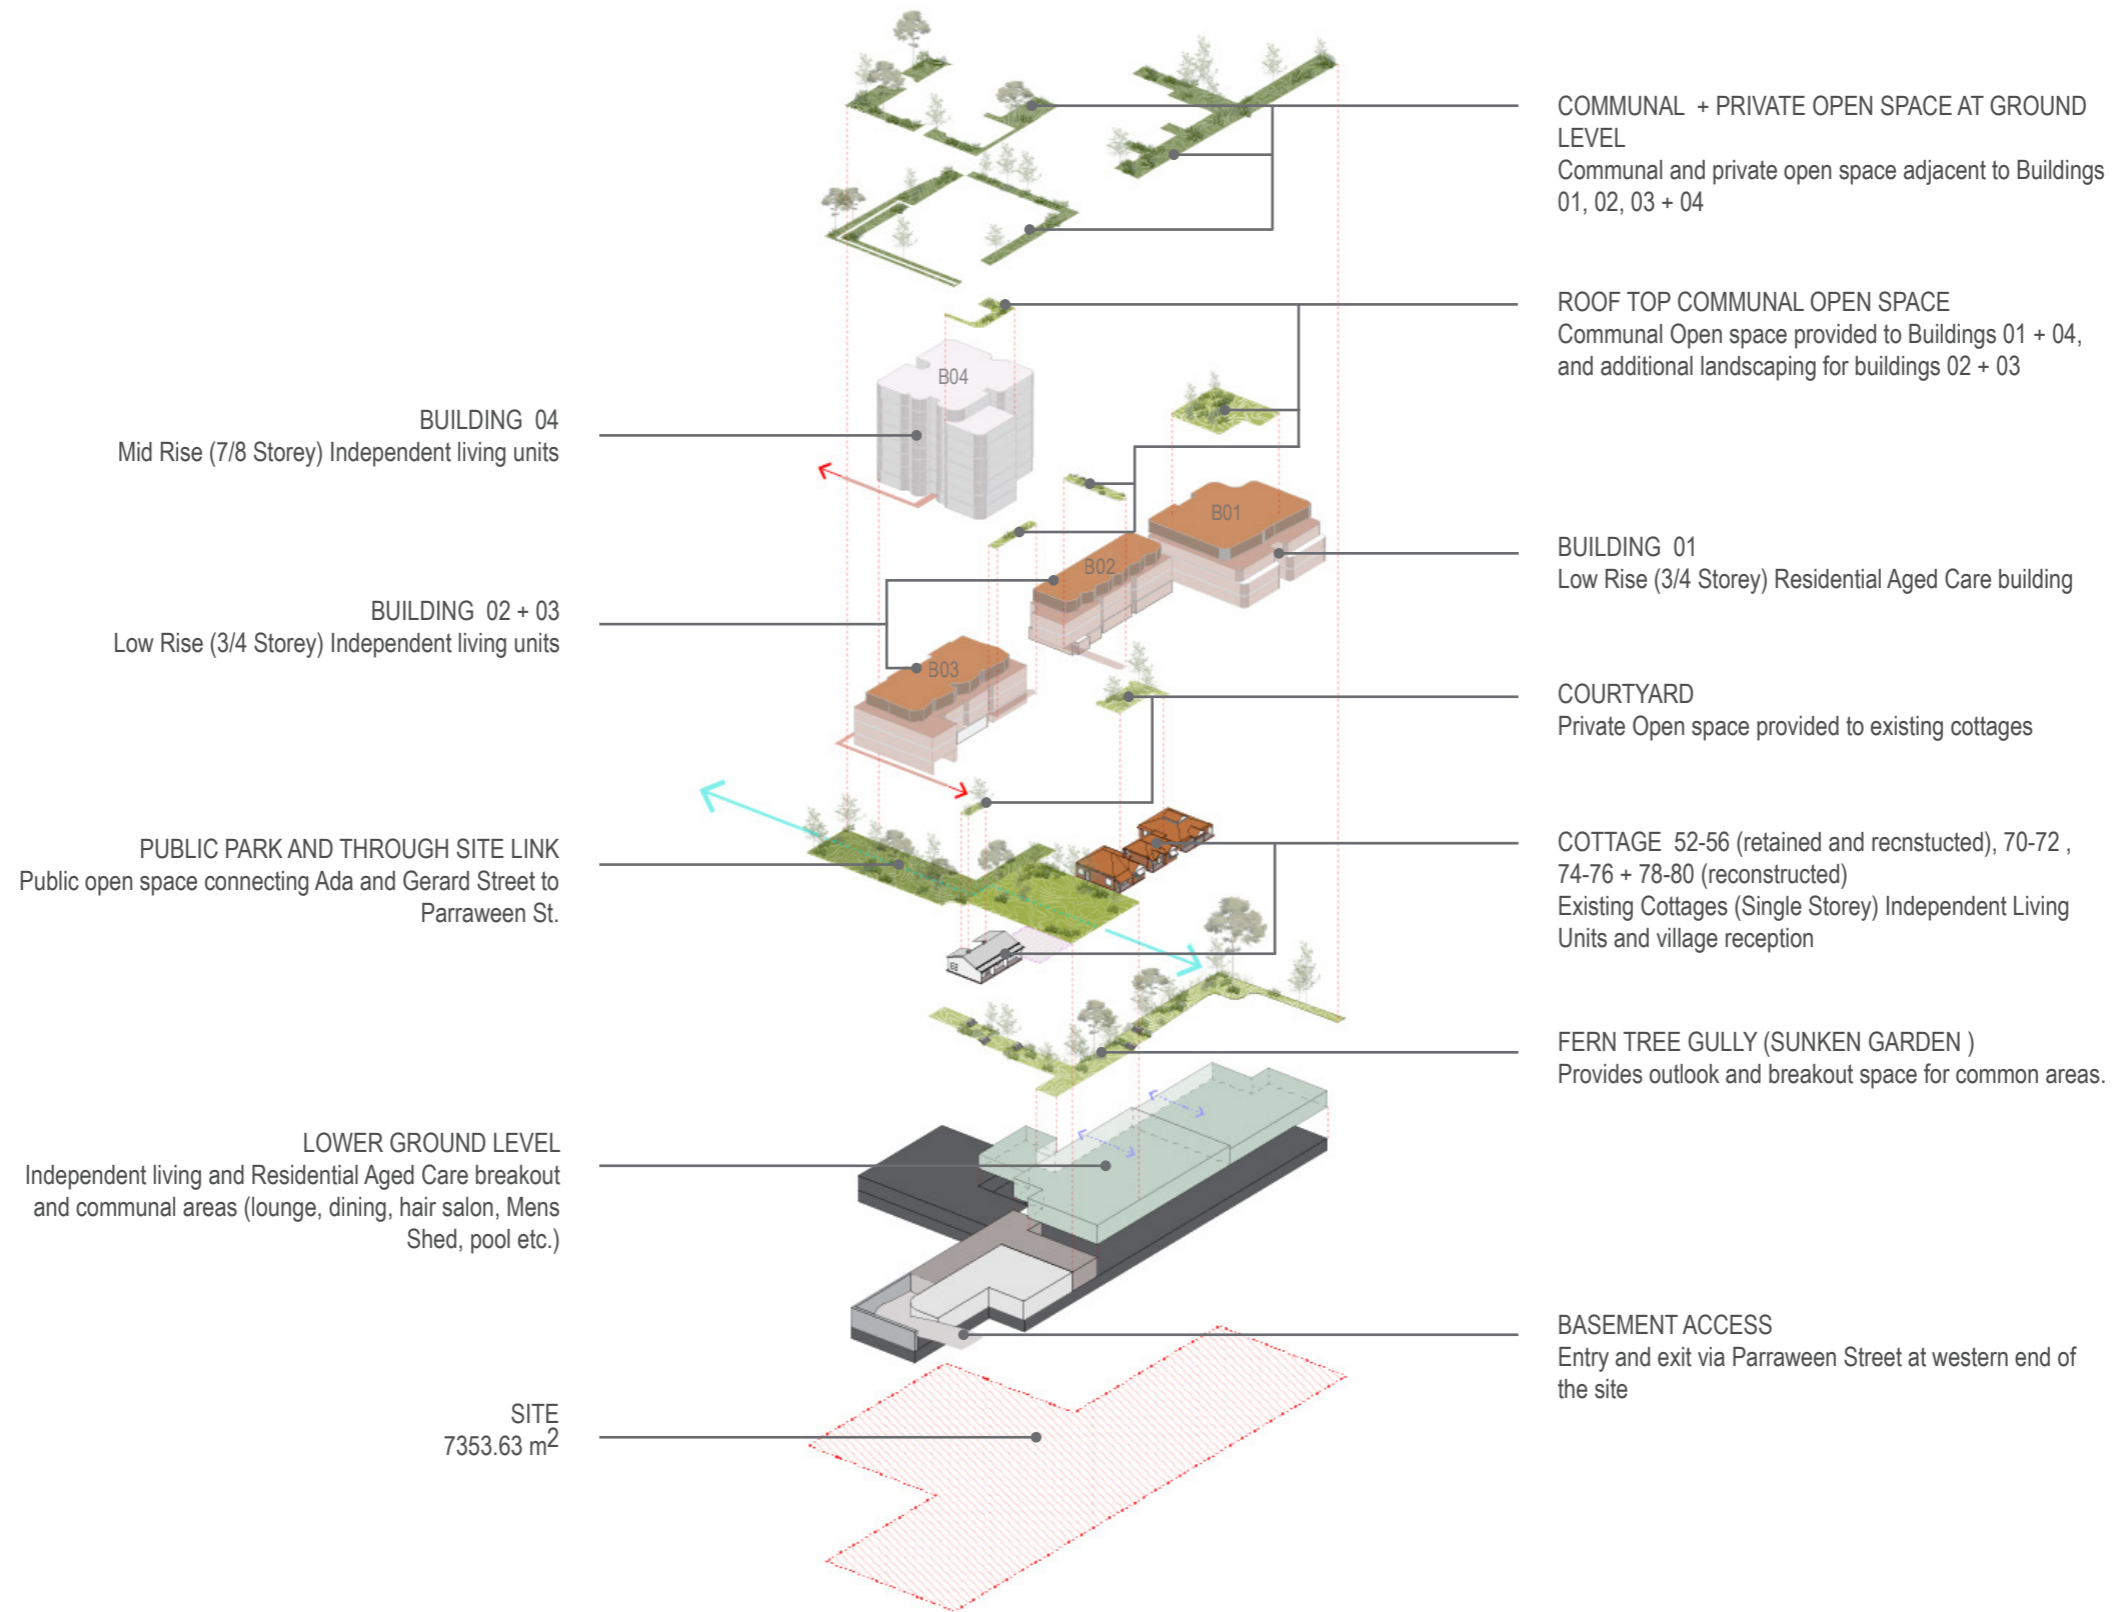 COMMUNAL + PRIVATE OPEN SPACE AT GROUND
LEVEL
Communal and private open space adjacent to Buildings
01, 02, 03 + 04
ROOF TOP COMMUNAL OPEN SPACE
Communal Open space provided to Buildings 01 + 04,
and additional landscaping for buildings 02 + 03
B04
BUILDING 04
Mid Rise (7/8 Storey) Independent living units
B01
BUILDING 01
Low Rise (3/4 Storey) Residential Aged Care building
B02
BUILDING 02 + 03
Low Rise (3/4 Storey) Independent living units
B03
COURTYARD
Private Open space provided to existing cottages
PUBLIC PARK AND THROUGH SITE LINK
Public open space connecting Ada and Gerard Street to
Parraween St.
COTTAGE 52-56 (retained and recnstucted), 70-72 ,
74-76 + 78-80 (reconstructed)
Existing Cottages (Single Storey) Independent Living
Units and village reception
FERN TREE GULLY (SUNKEN GARDEN )
Provides outlook and breakout space for common areas.
LOWER GROUND LEVEL
Independent living and Residential Aged Care breakout
and communal areas (lounge, dining, hair salon, Mens
Shed, pool etc.)
BASEMENT ACCESS
Entry and exit via Parraween Street at western end of
the site
SITE
7353.63 m2